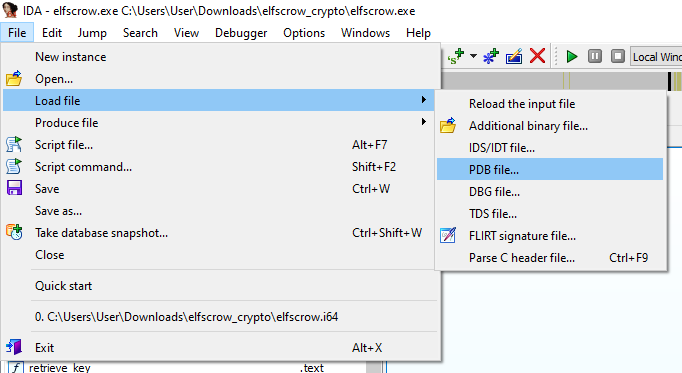 IDA - elfscrow.exe C:\Users\User\Downloads\elfscrow_crypto\elfscrow.exe
File Edit Jump Search View Debugger Options Windows Help
New instance
Open...
Load file
Produce file
Script file... Alt+F7
Script command... Shift+F2
Save Ctrl+W
Save as...
Take database snapshot... Ctrl+Shift+W
Close
Quick start
0. C:\Users\User\Downloads\elfscrow_crypto\elfscrow.i64
Exit Alt+X
Local Wind
Reload the input file
Additional binary file...
IDS/IDT file...
PDB file...
DBG file...
TDS file...
FLIRT signature file...
Parse C header file... Ctrl+F9
f retrieve_key .text